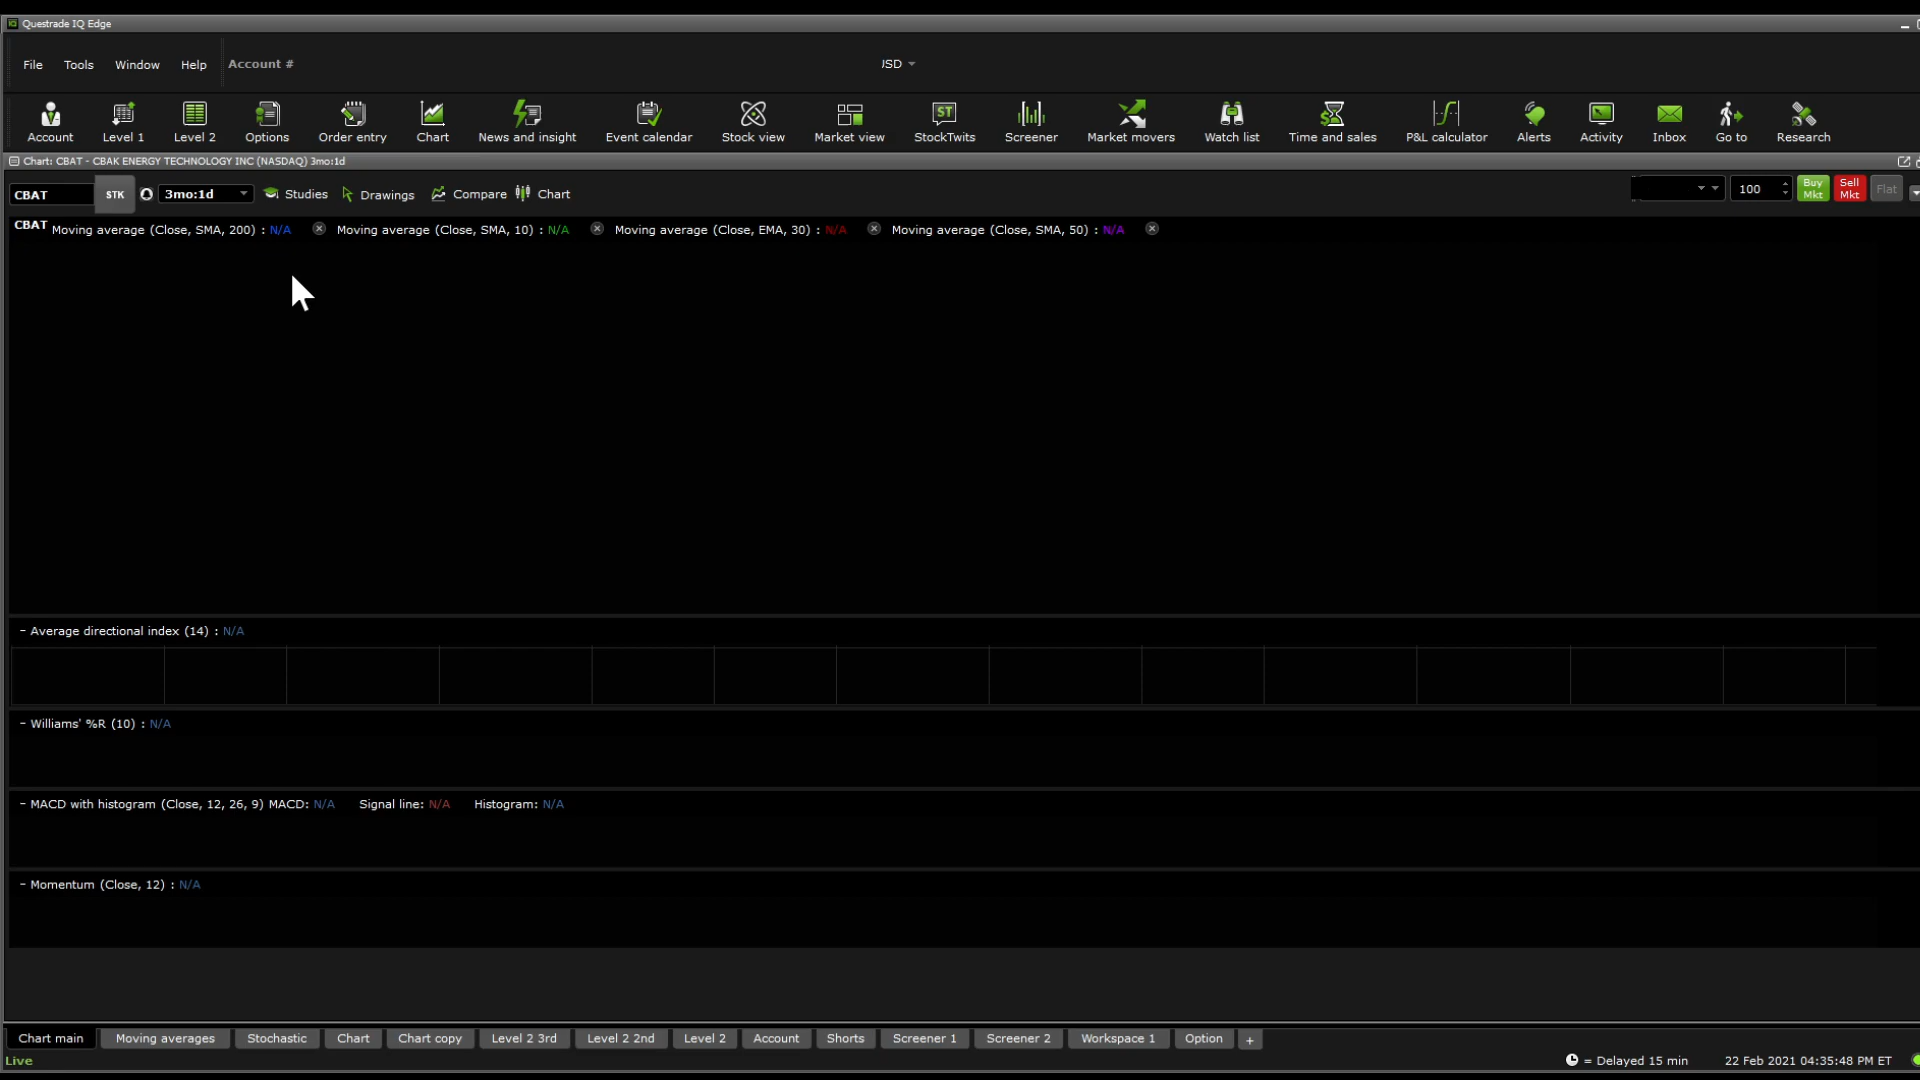 Questrade IQ Edge
File Tools Window Help Account # JSD
Account Level 1 Level 2 Options Order entry Chart News and insight Event calendar Stock view Market view StockTwits Screener Market movers Watch list Time and sales P&L calculator Alerts Activity Inbox Go to Research
Chart: CBAT - CBAK ENERGY TECHNOLOGY INC (NASDAQ) 3mo:1d
CBAT STK 3mo:1d Studies Drawings Compare Chart 100 Buy Mkt Sell Mkt Flat
CBAT Moving average (Close, SMA, 200) : N/A Moving average (Close, SMA, 10) : N/A Moving average (Close, EMA, 30) : N/A Moving average (Close, SMA, 50) : N/A
- Average directional index (14) : N/A
- Williams' %R (10) : N/A
- MACD with histogram (Close, 12, 26, 9) MACD: N/A Signal line: N/A Histogram: N/A
- Momentum (Close, 12) : N/A
Chart main Moving averages Stochastic Chart Chart copy Level 2 3rd Level 2 2nd Level 2 Account Shorts Screener 1 Screener 2 Workspace 1 Option +
Live = Delayed 15 min 22 Feb 2021 04:35:48 PM ET